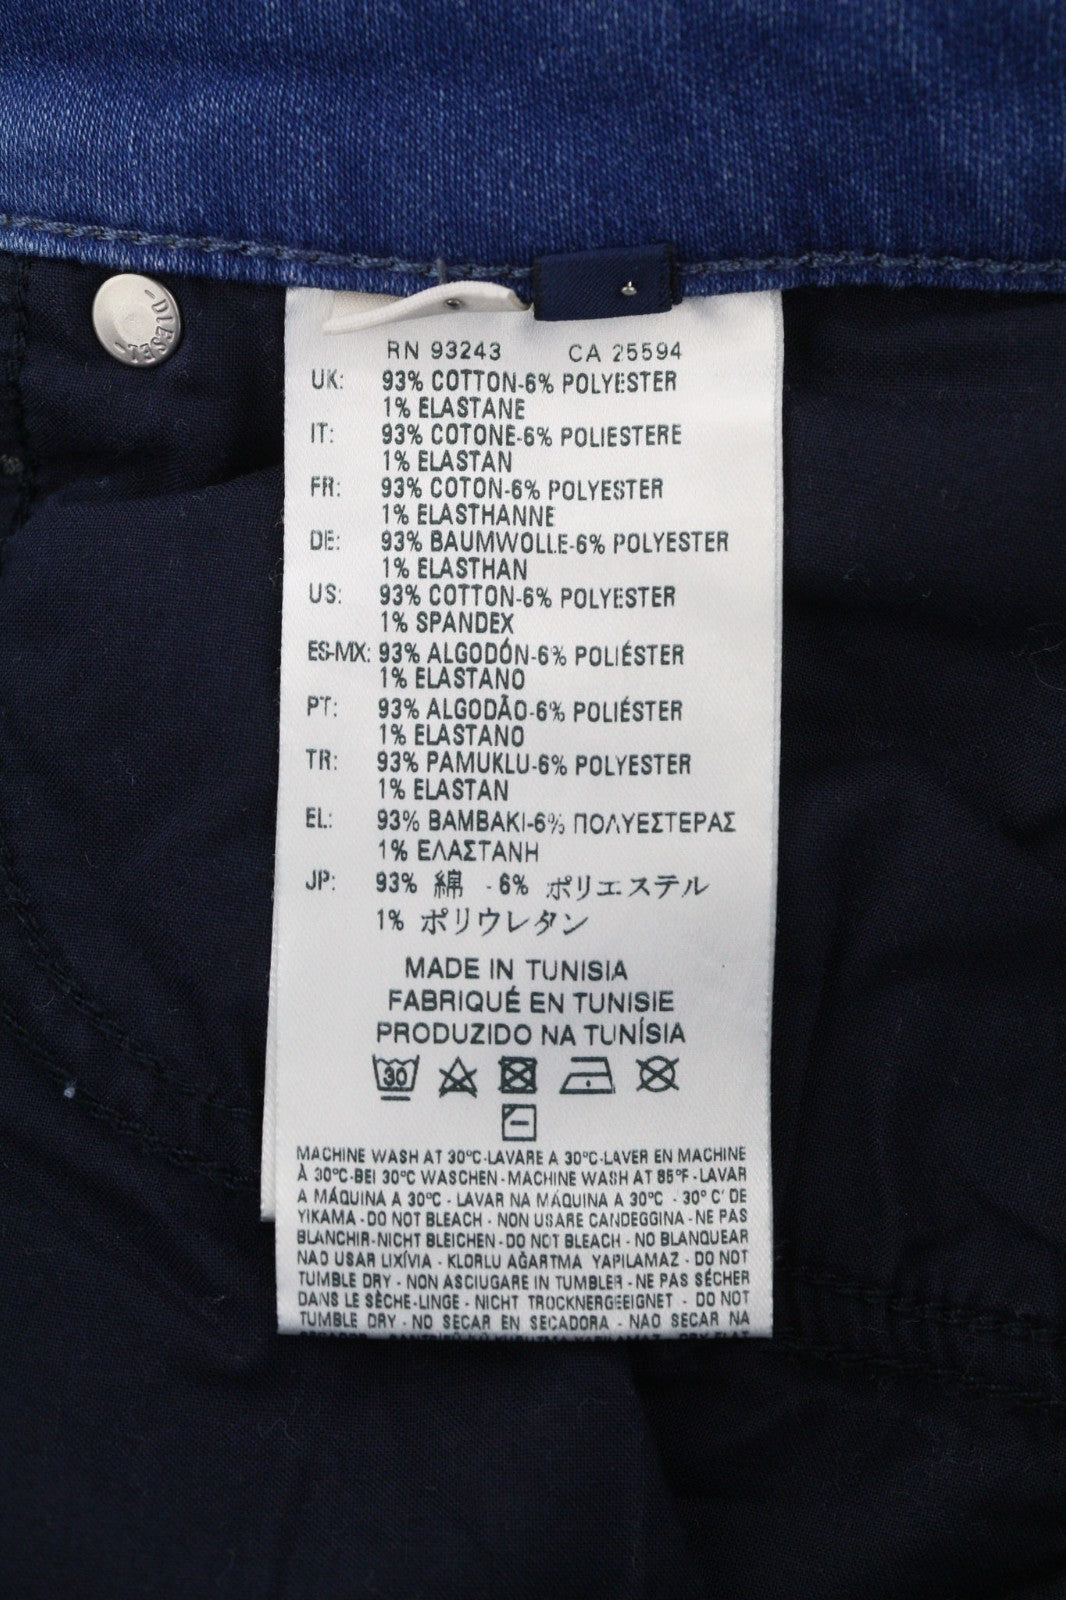 DIESEL
RN 93243 CA 25594
UK: 93% COTTON-6% POLYESTER
1% ELASTANE
IT: 93% COTONE-6% POLIESTERE
1% ELASTAN
FR: 93% COTON-6% POLYESTER
1% ELASTHANNE
DE: 93% BAUMWOLLE-6% POLYESTER
1% ELASTHAN
US: 93% COTTON-6% POLYESTER
1% SPANDEX
ES-MX: 93% ALGODÓN-6% POLIÉSTER
1% ELASTANO
PT: 93% ALGODÃO-6% POLIÉSTER
1% ELASTANO
TR: 93% PAMUKLU-6% POLYESTER
1% ELASTAN
EL: 93% ΒΑΜΒΑΚΙ-6% ΠΟΛΥΕΣΤΕΡΑΣ
1% ΕΛΑΣΤΑΝΗ
JP: 93% 綿 - 6% ポリエステル
1% ポリウレタン
MADE IN TUNISIA
FABRIQUÉ EN TUNISIE
PRODUZIDO NA TUNÍSIA
30
MACHINE WASH AT 30ºC-LAVARE A 30ºC-LAVER EN MACHINE
À 30ºC-BEI 30ºC WASCHEN-MACHINE WASH AT 85ºF-LAVAR
A MÁQUINA A 30ºC - LAVAR NA MÁQUINA A 30ºC - 30º C' DE
YIKAMA - DO NOT BLEACH - NON USARE CANDEGGINA - NE PAS
BLANCHIR-NICHT BLEICHEN-DO NOT BLEACH - NO BLANQUEAR
NAO USAR LIXÍVIA - KLORLU AĞARTMA YAPILAMAZ - DO NOT
TUMBLE DRY - NON ASCIUGARE IN TUMBLER - NE PAS SÉCHER
DANS LE SÈCHE-LINGE - NICHT TROCKNERGEEIGNET - DO NOT
TUMBLE DRY - NO SECAR EN SECADORA - NAO SECAR NA